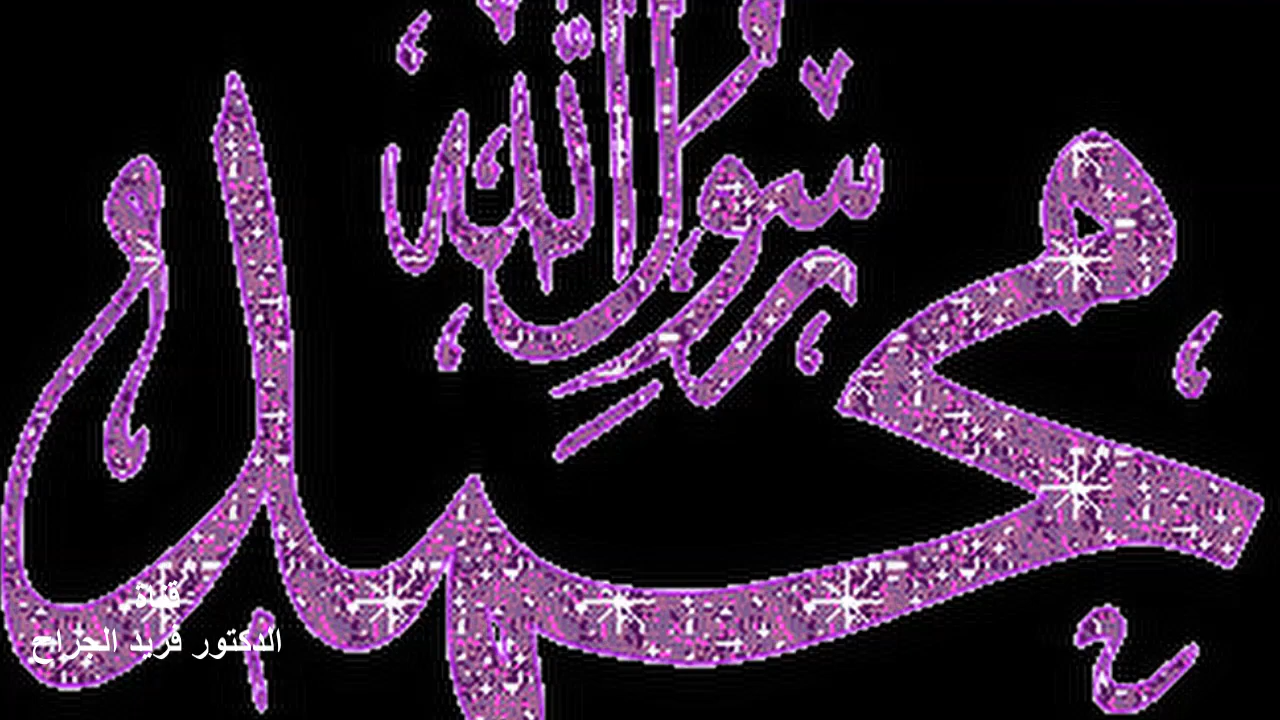 محمد
رسول الله
قناة
الدكتور فريد الجراح